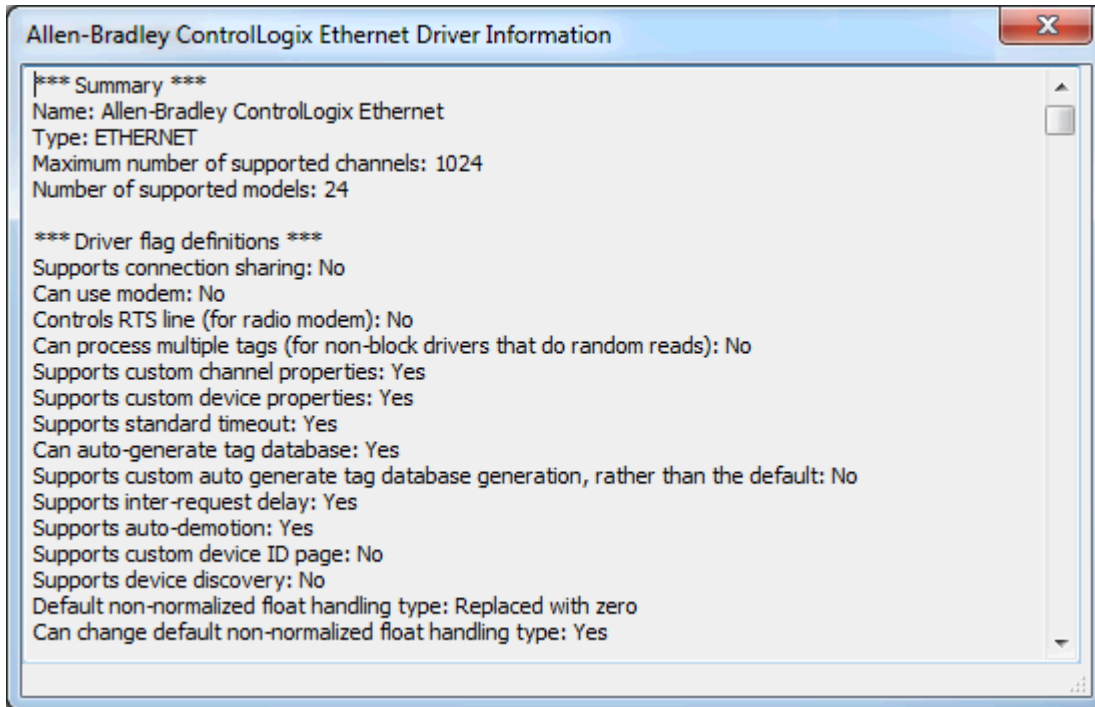 Allen-Bradley ControlLogix Ethernet Driver Information
*** Summary ***
Name: Allen-Bradley ControlLogix Ethernet
Type: ETHERNET
Maximum number of supported channels: 1024
Number of supported models: 24
*** Driver flag definitions ***
Supports connection sharing: No
Can use modem: No
Controls RTS line (for radio modem): No
Can process multiple tags (for non-block drivers that do random reads): No
Supports custom channel properties: Yes
Supports custom device properties: Yes
Supports standard timeout: Yes
Can auto-generate tag database: Yes
Supports custom auto generate tag database generation, rather than the default: No
Supports inter-request delay: Yes
Supports auto-demotion: Yes
Supports custom device ID page: No
Supports device discovery: No
Default non-normalized float handling type: Replaced with zero
Can change default non-normalized float handling type: Yes